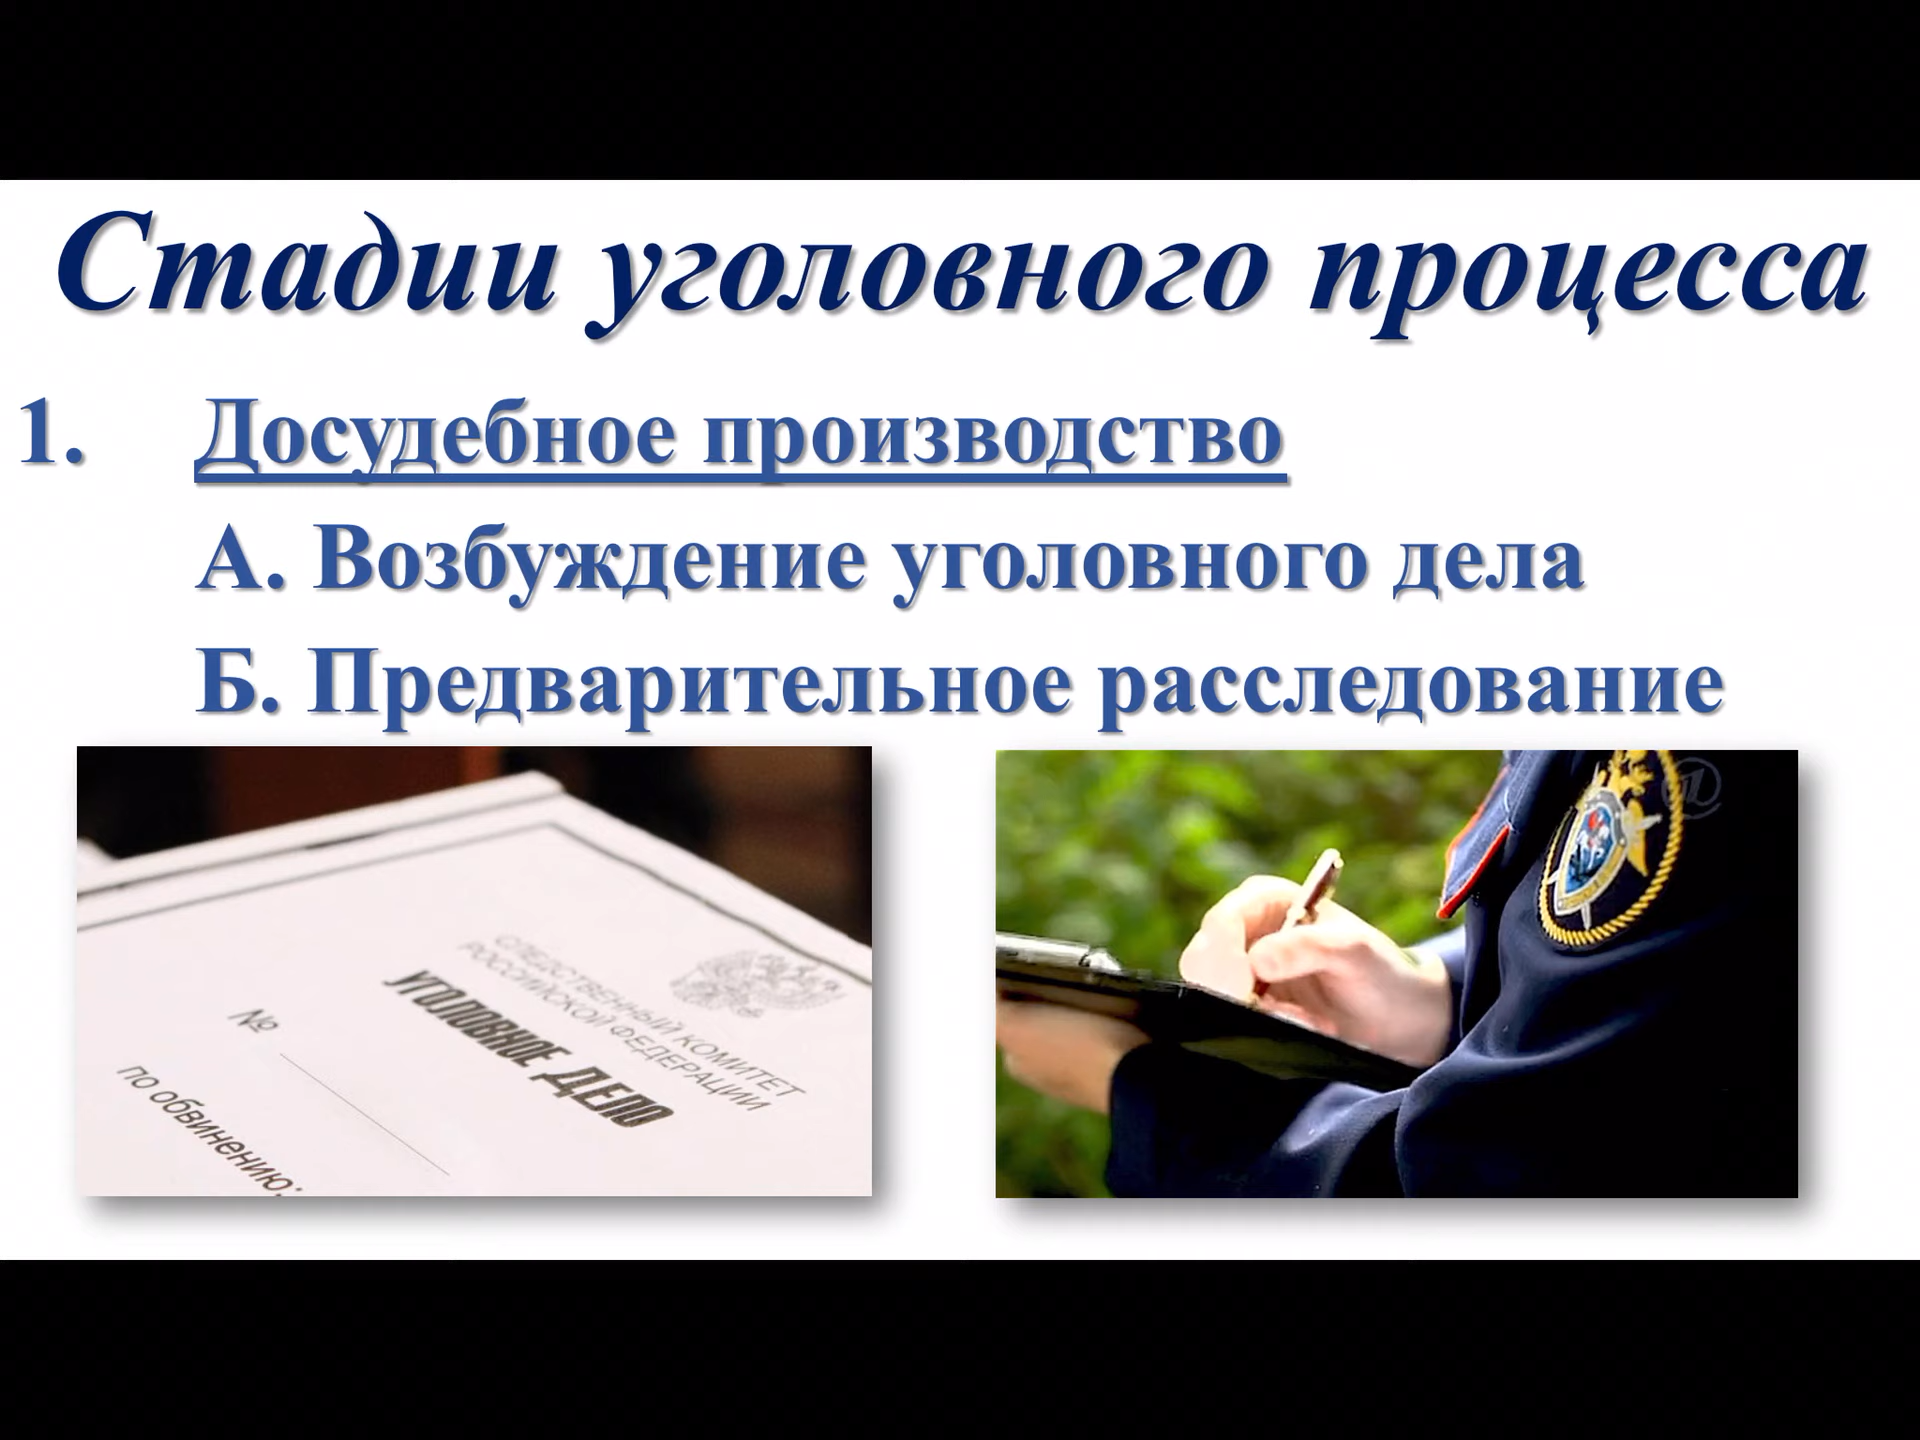 Стадии уголовного процесса
1. Досудебное производство
А. Возбуждение уголовного дела
Б. Предварительное расследование
СЛЕДСТВЕННЫЙ КОМИТЕТ
РОССИЙСКОЙ ФЕДЕРАЦИИ
УГОЛОВНОЕ ДЕЛО
№
по обвинению: